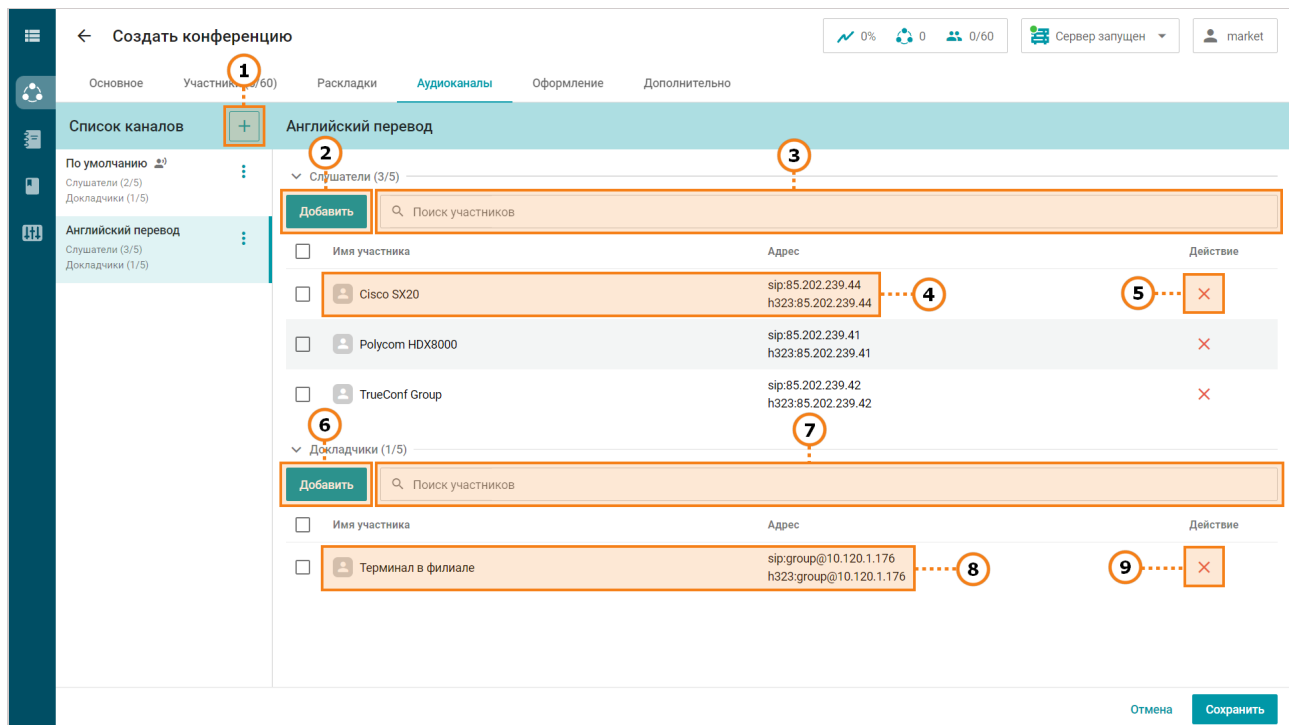 Создать конференцию
0%
0
0/60
Сервер запущен
market
1
Основное
Участники
/60)
Раскладки
Аудиоканалы
Оформление
Дополнительно
Список каналов
+
Английский перевод
По умолчанию
Слушатели (2/5)
Докладчики (1/5)
Английский перевод
Слушатели (3/5)
Докладчики (1/5)
2
3
Слушатели (3/5)
Добавить
Поиск участников
Имя участника
Адрес
Действие
Cisco SX20
sip:85.202.239.44
h323:85.202.239.44
4
5
Polycom HDX8000
sip:85.202.239.41
h323:85.202.239.41
TrueConf Group
sip:85.202.239.42
h323:85.202.239.42
6
7
Докладчики (1/5)
Добавить
Поиск участников
Имя участника
Адрес
Действие
Терминал в филиале
sip:group@10.120.1.176
h323:group@10.120.1.176
8
9
Отмена
Сохранить